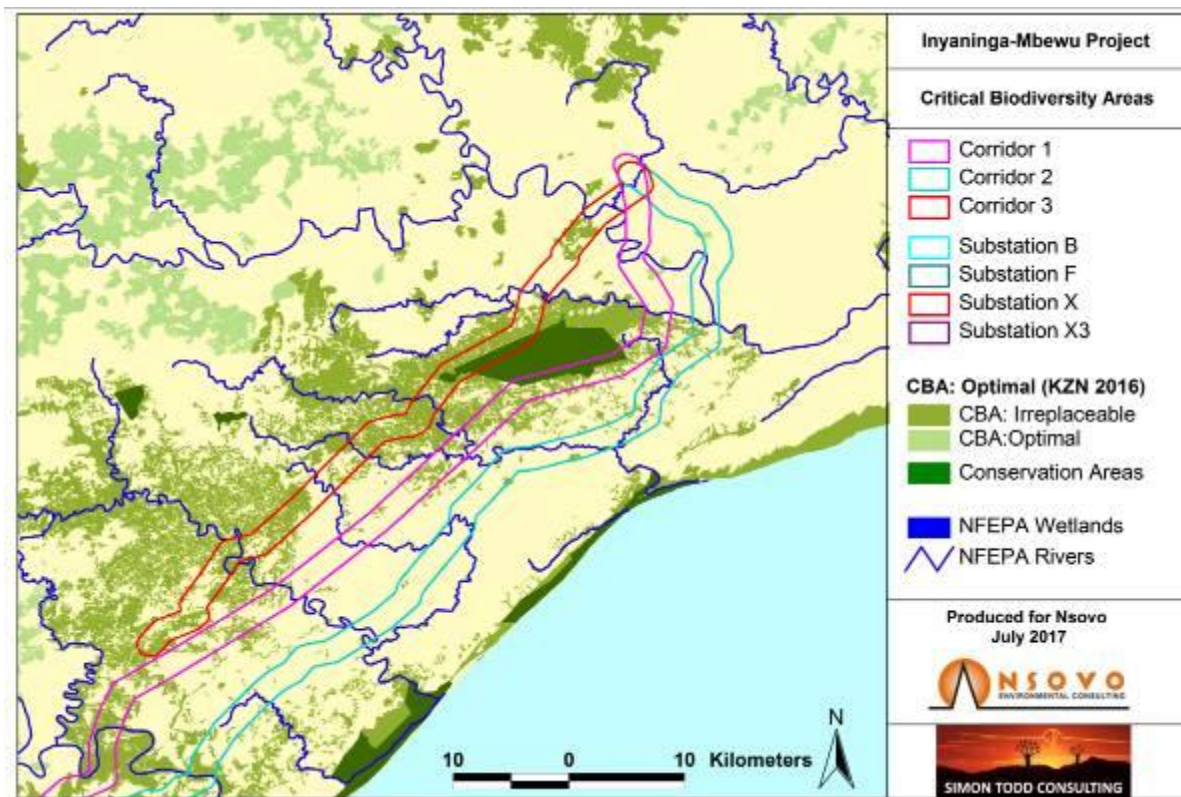 Inyaninga-Mbewu Project
Critical Biodiversity Areas
Corridor 1
Corridor 2
Corridor 3
Substation B
Substation F
Substation X
Substation X3
CBA: Optimal (KZN 2016)
CBA: Irreplaceable
CBA:Optimal
Conservation Areas
NFEPA Wetlands
NFEPA Rivers
Produced for Nsovo
July 2017
NSOVO
ENVIRONMENTAL CONSULTING
SIMON TODD CONSULTING
N
10 0 10 Kilometers